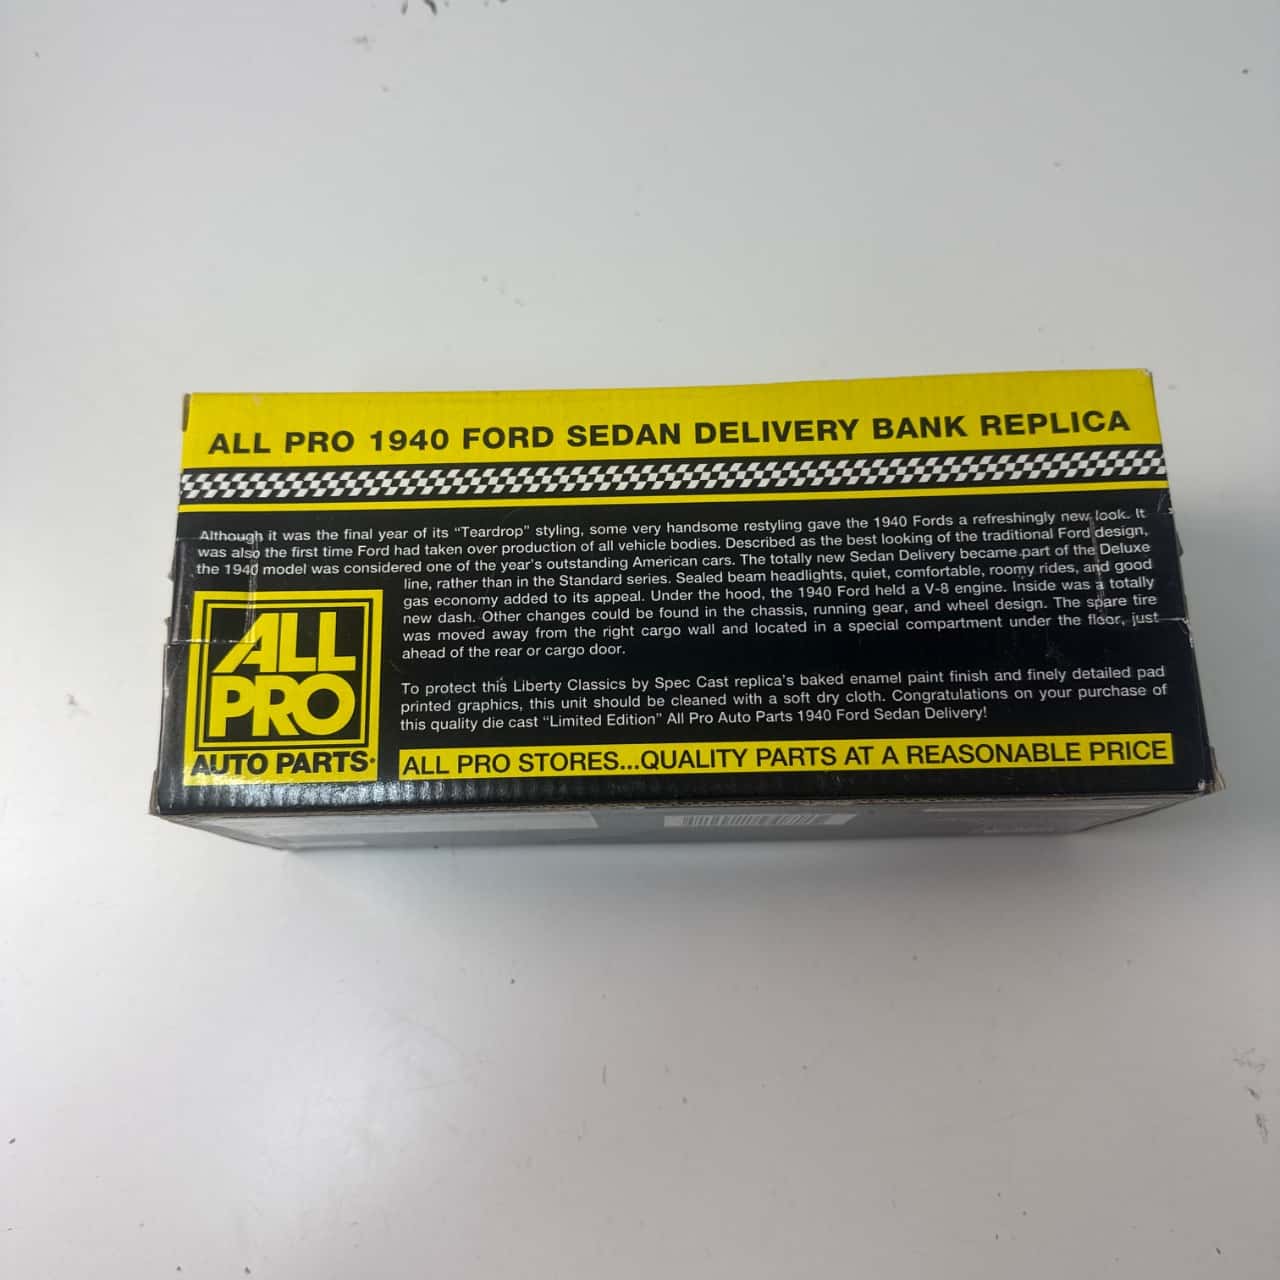 ALL PRO 1940 FORD SEDAN DELIVERY BANK REPLICA
Although it was the final year of its “Teardrop” styling, some very handsome restyling gave the 1940 Fords a refreshingly new look. It
was also the first time Ford had taken over production of all vehicle bodies. Described as the best looking of the traditional Ford design,
the 1940 model was considered one of the year's outstanding American cars. The totally new Sedan Delivery became part of the Deluxe
line, rather than in the Standard series. Sealed beam headlights, quiet, comfortable, roomy rides, and good
gas economy added to its appeal. Under the hood, the 1940 Ford held a V-8 engine. Inside was a totally
new dash. Other changes could be found in the chassis, running gear, and wheel design. The spare tire
was moved away from the right cargo wall and located in a special compartment under the floor, just
ahead of the rear or cargo door.
To protect this Liberty Classics by Spec Cast replica's baked enamel paint finish and finely detailed pad
printed graphics, this unit should be cleaned with a soft dry cloth. Congratulations on your purchase of
this quality die cast “Limited Edition” All Pro Auto Parts 1940 Ford Sedan Delivery!
ALL
PRO
AUTO PARTS
ALL PRO STORES...QUALITY PARTS AT A REASONABLE PRICE